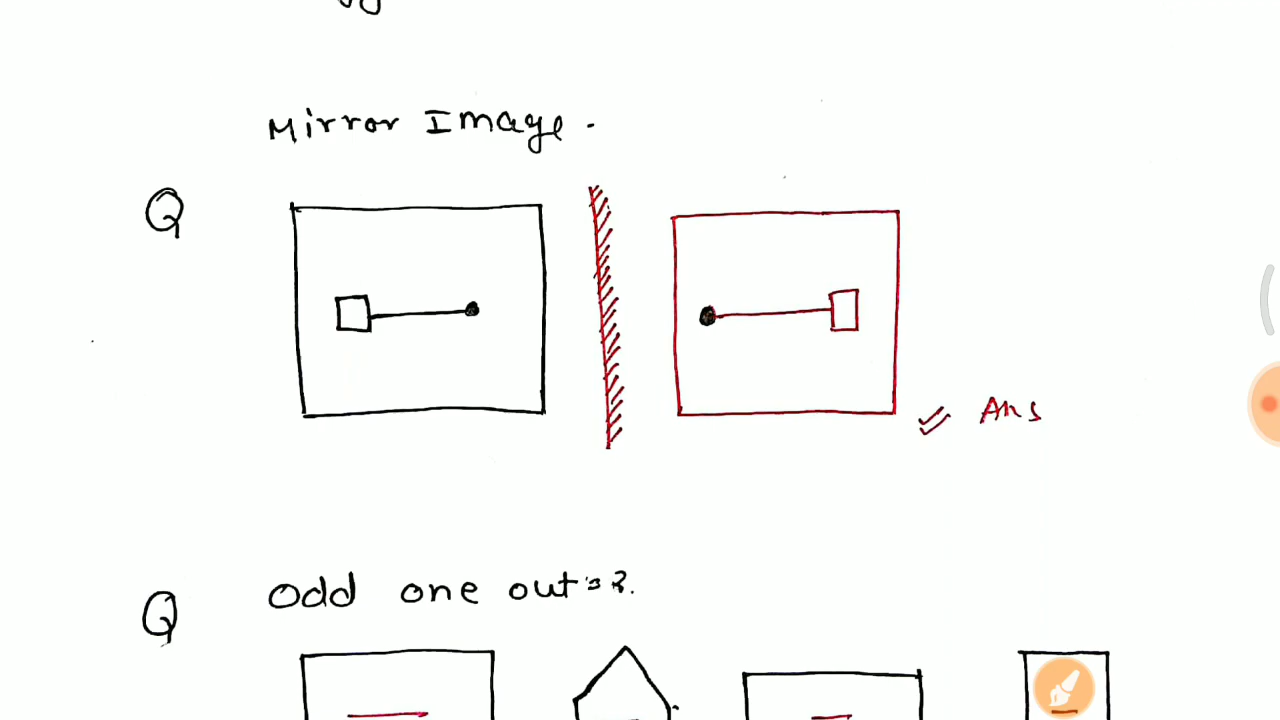 Mirror Image.
Q
Ans
Q Odd one out = ?.